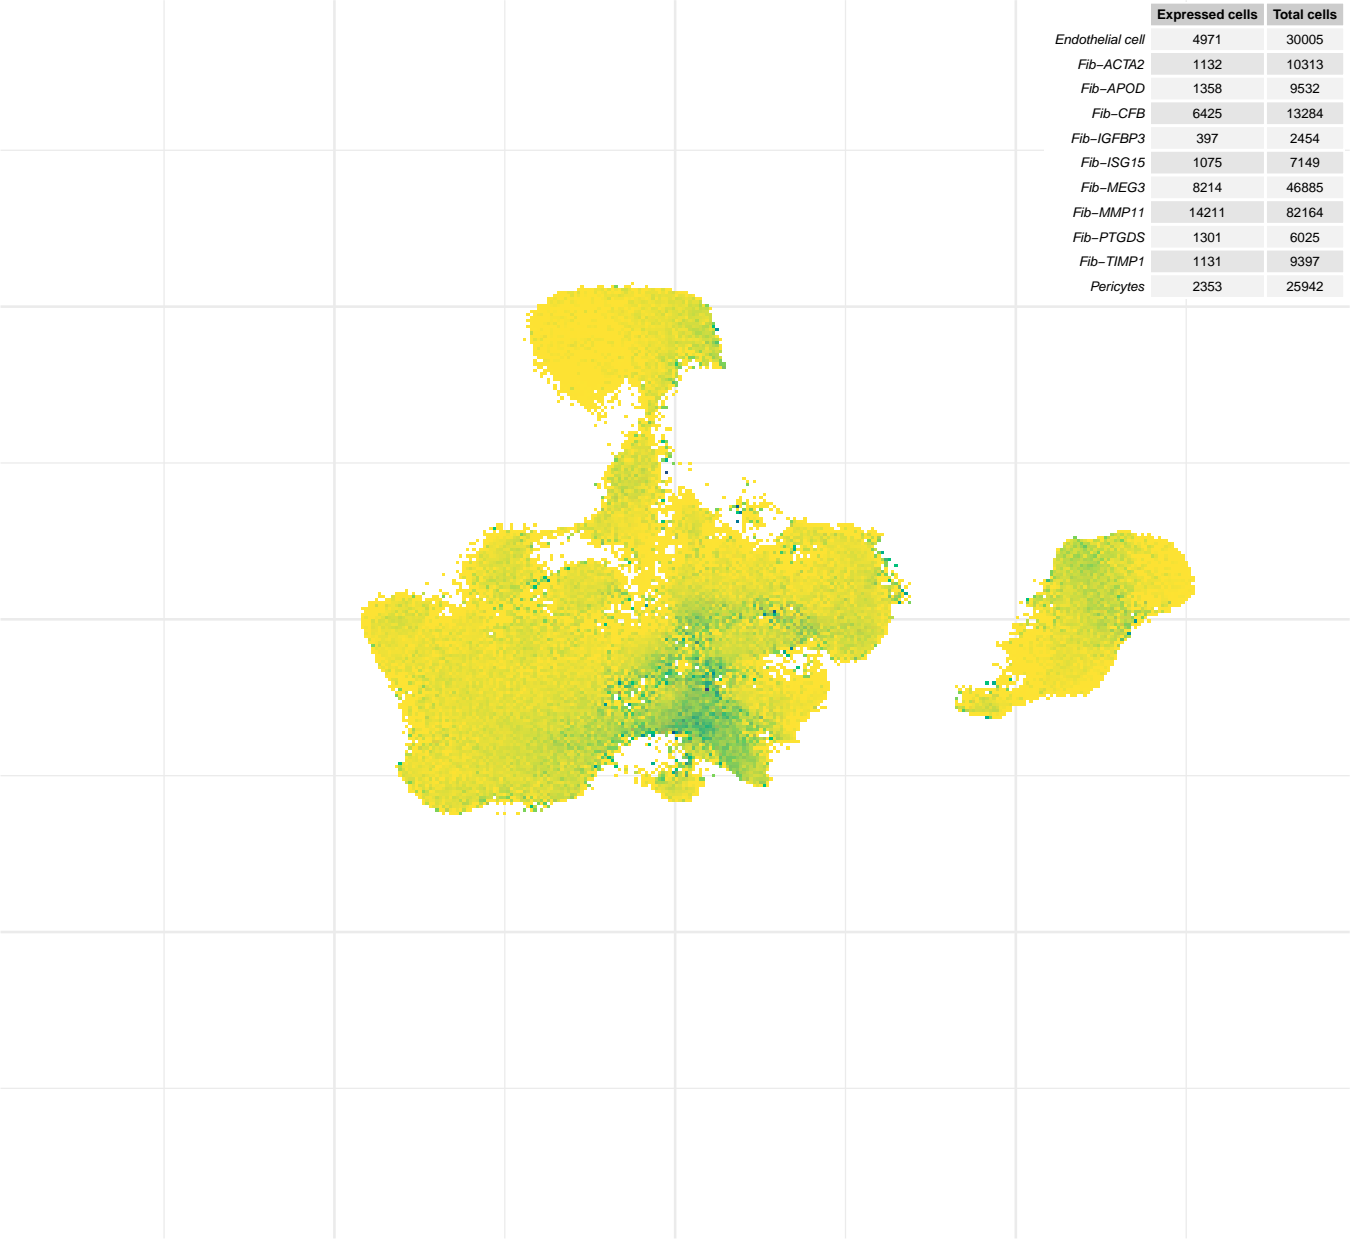 Expressed cells Total cells
Endothelial cell 4971 30005
Fib−ACTA2 1132 10313
Fib−APOD 1358 9532
Fib−CFB 6425 13284
Fib−IGFBP3 397 2454
Fib−ISG15 1075 7149
Fib−MEG3 8214 46885
Fib−MMP11 14211 82164
Fib−PTGDS 1301 6025
Fib−TIMP1 1131 9397
Pericytes 2353 25942